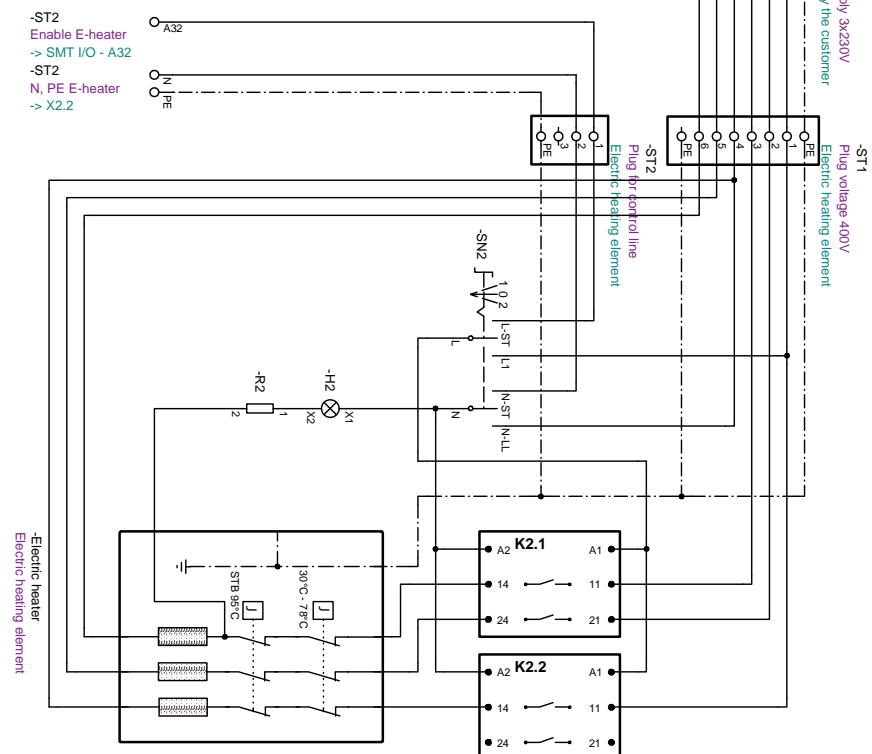 -ST2
Enable E-heater
-> SMT I/O - A32
-ST2
N, PE E-heater
-> X2.2
A32
N
PE
ply 3x230V
y the customer
-ST1
Plug voltage 400V
Electric heating element
PE
6
5
4
3
2
1
PE
-ST2
Plug for control line
Electric heating element
PE
3
2
1
-SN2
1 0 2
L-ST
L
L1
N-ST
N
N-LL
-R2
2
1
-H2
X2
X1
K2.1
A2
A1
14
11
24
21
K2.2
A2
A1
14
11
24
21
STB 95°C
30°C - 78°C
-Electric heater
Electric heating element